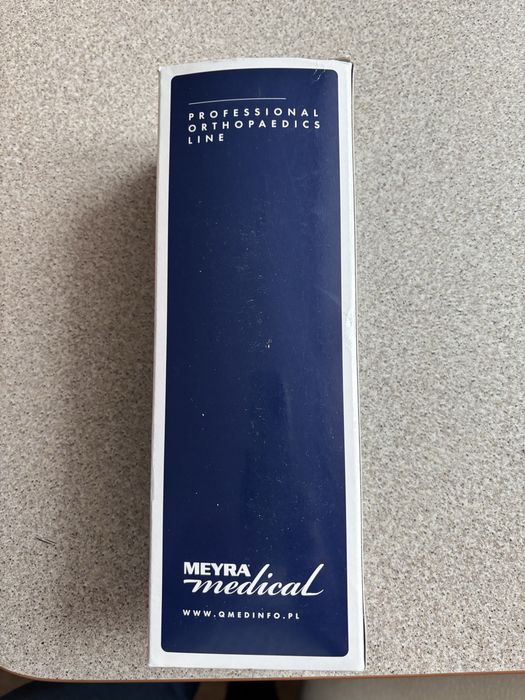 PROFESSIONAL
ORTHOPAEDICS
LINE
MEYRA
medical
WWW.QMEDINFO.PL